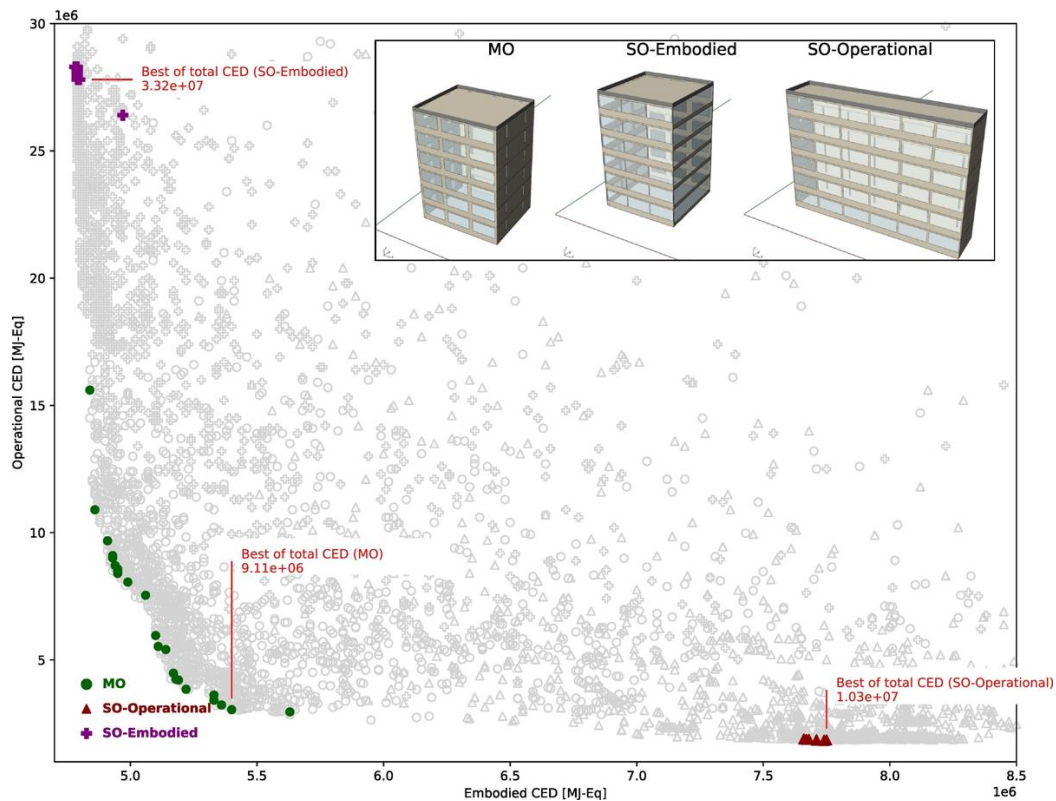 1e6
30
MO SO-Embodied SO-Operational
Best of total CED (SO-Embodied)
3.32e+07
25
20
Operational CED [MJ-Eq]
15
10
Best of total CED (MO)
9.11e+06
5
MO
SO-Operational
SO-Embodied
Best of total CED (SO-Operational)
1.03e+07
5.0 5.5 6.0 6.5 7.0 7.5 8.0 8.5
Embodied CED [MJ-Eq]
1e6